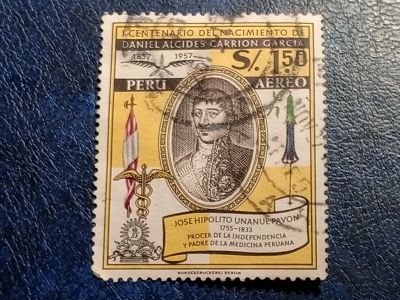 I CENTENARIO DEL NACIMIENTO DE
DANIEL ALCIDES CARRION GARCIA
1857 1957
S/. 1.50
PERU AEREO
JOSE HIPOLITO UNANUE PAVON
1755-1833
PROCER DE LA INDEPENDENCIA
Y PADRE DE LA MEDICINA PERUANA
BUNDESDRUCKEREI BERLIN